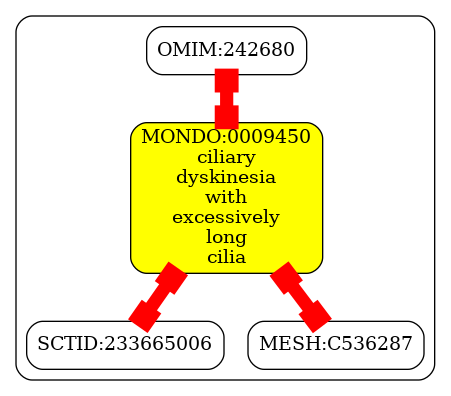 OMIM:242680
MONDO:0009450
ciliary
dyskinesia
with
excessively
long
cilia
SCTID:233665006
MESH:C536287